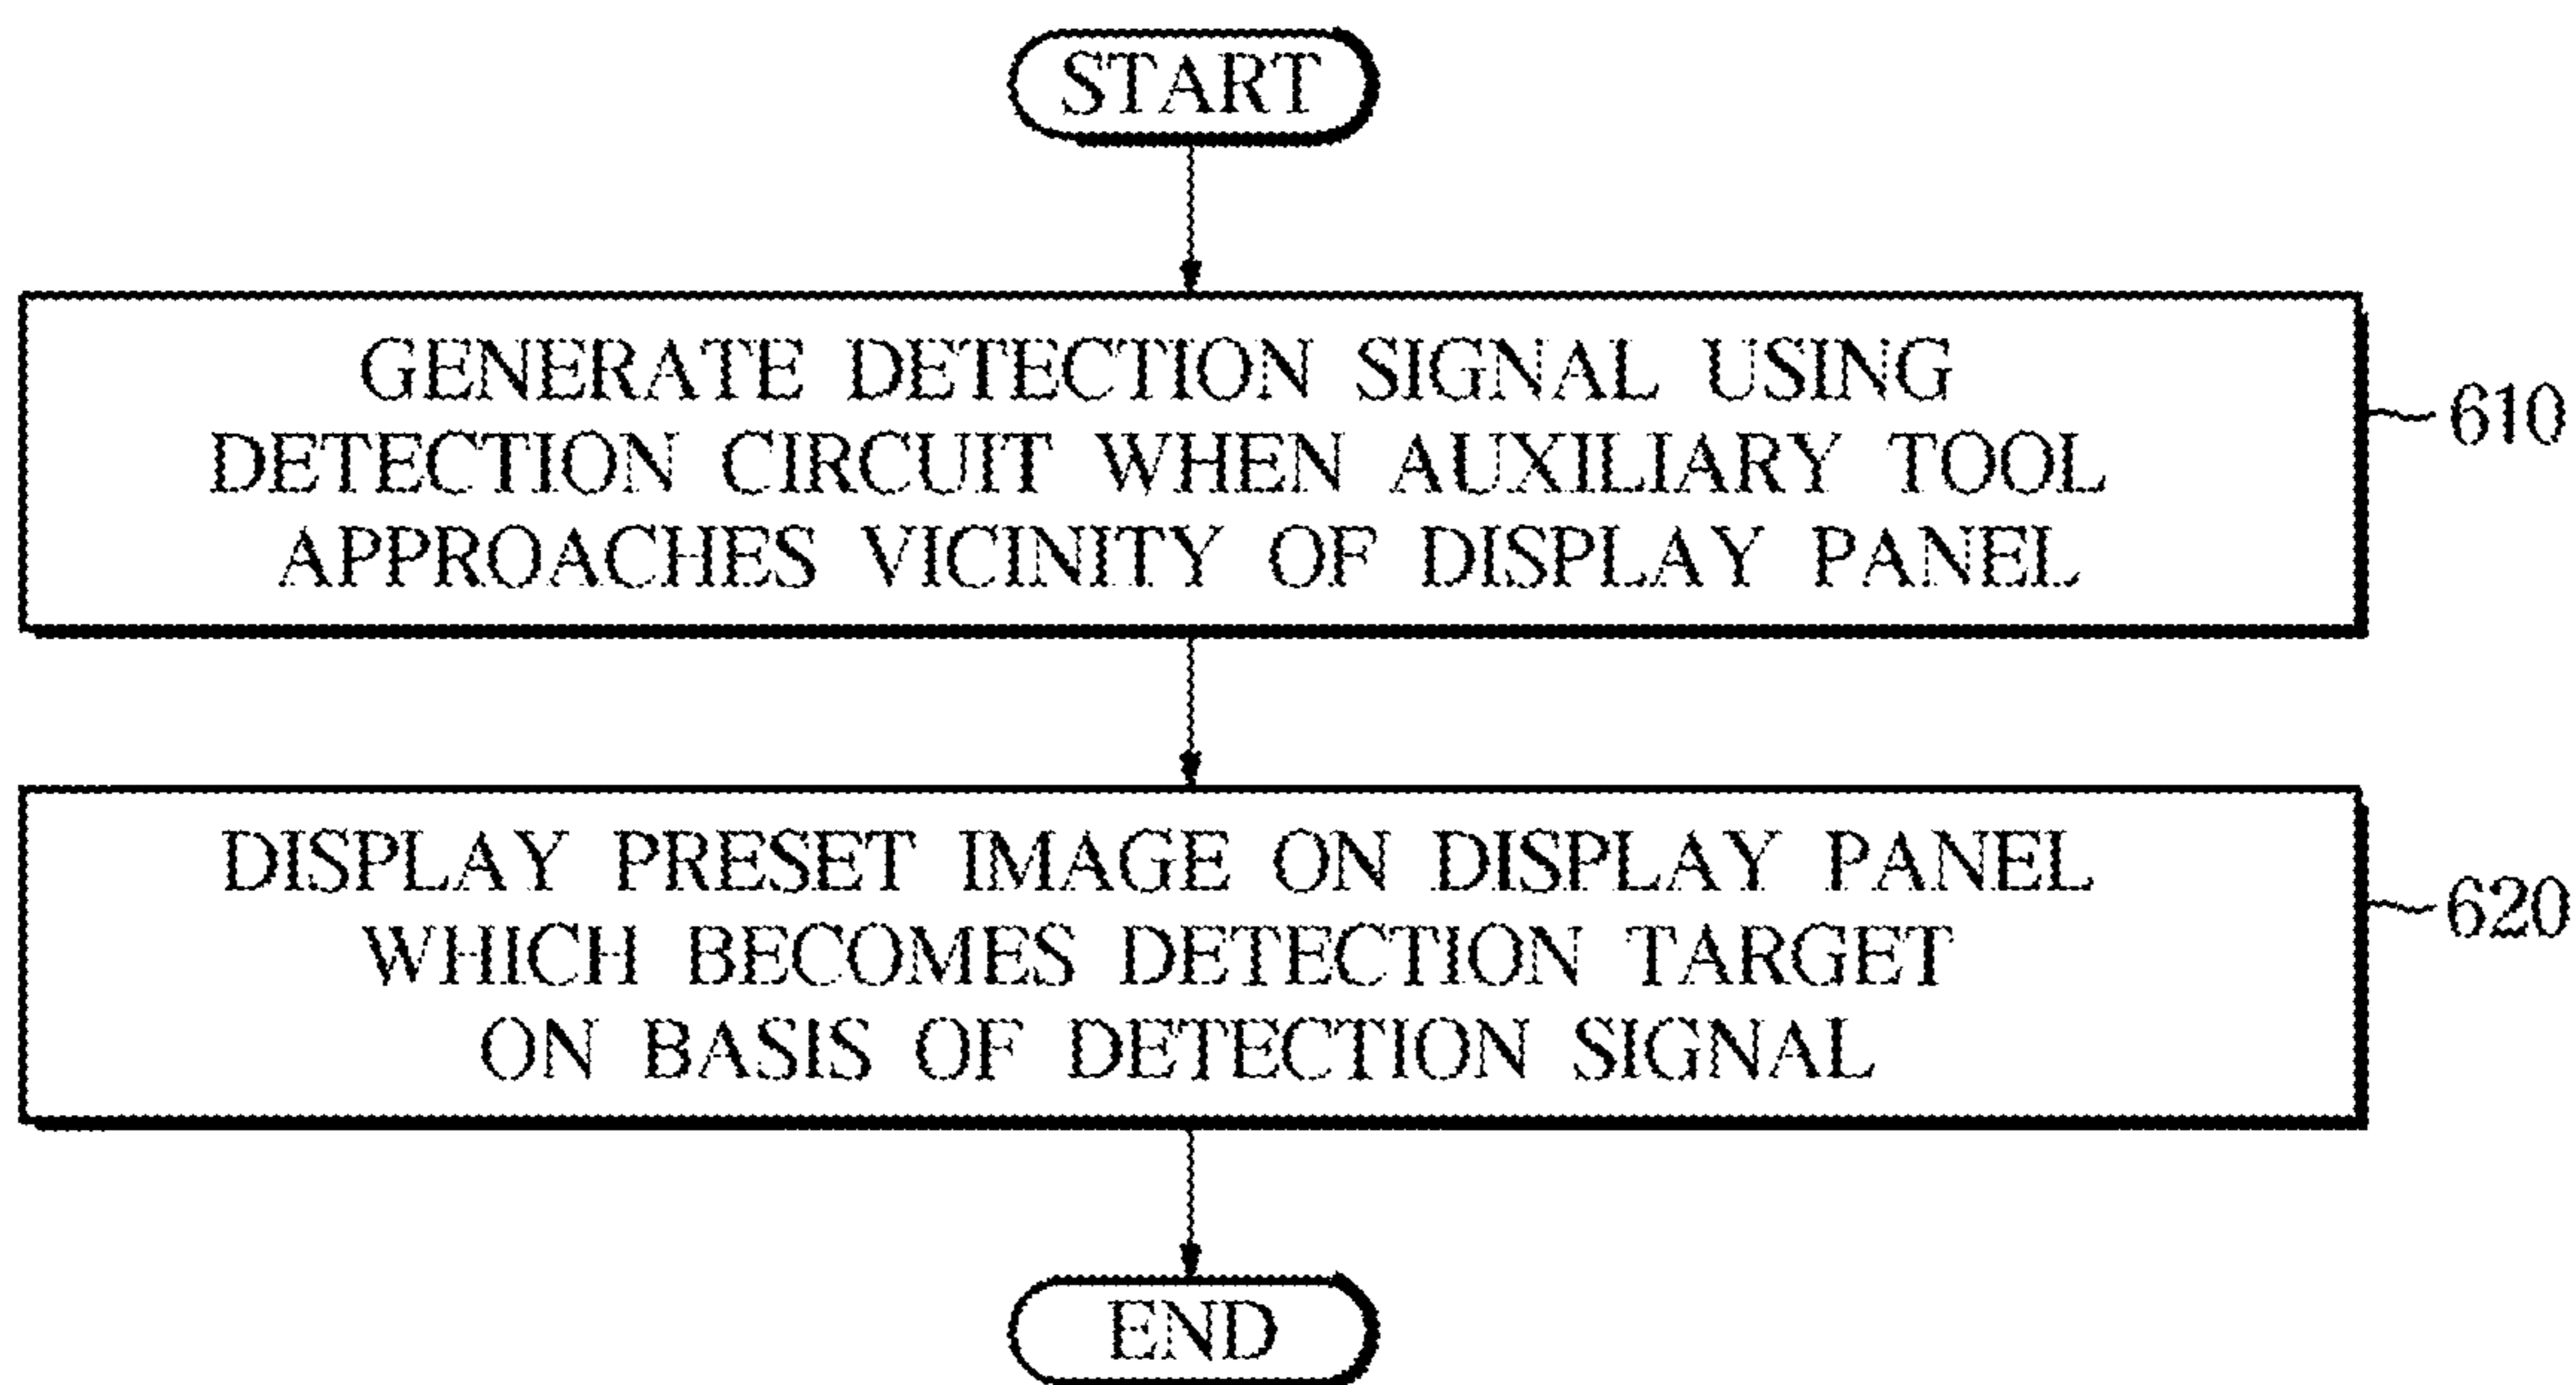 START
GENERATE DETECTION SIGNAL USING
DETECTION CIRCUIT WHEN AUXILIARY TOOL
APPROACHES VICINITY OF DISPLAY PANEL
610
DISPLAY PRESET IMAGE ON DISPLAY PANEL
WHICH BECOMES DETECTION TARGET
ON BASIS OF DETECTION SIGNAL
620
END